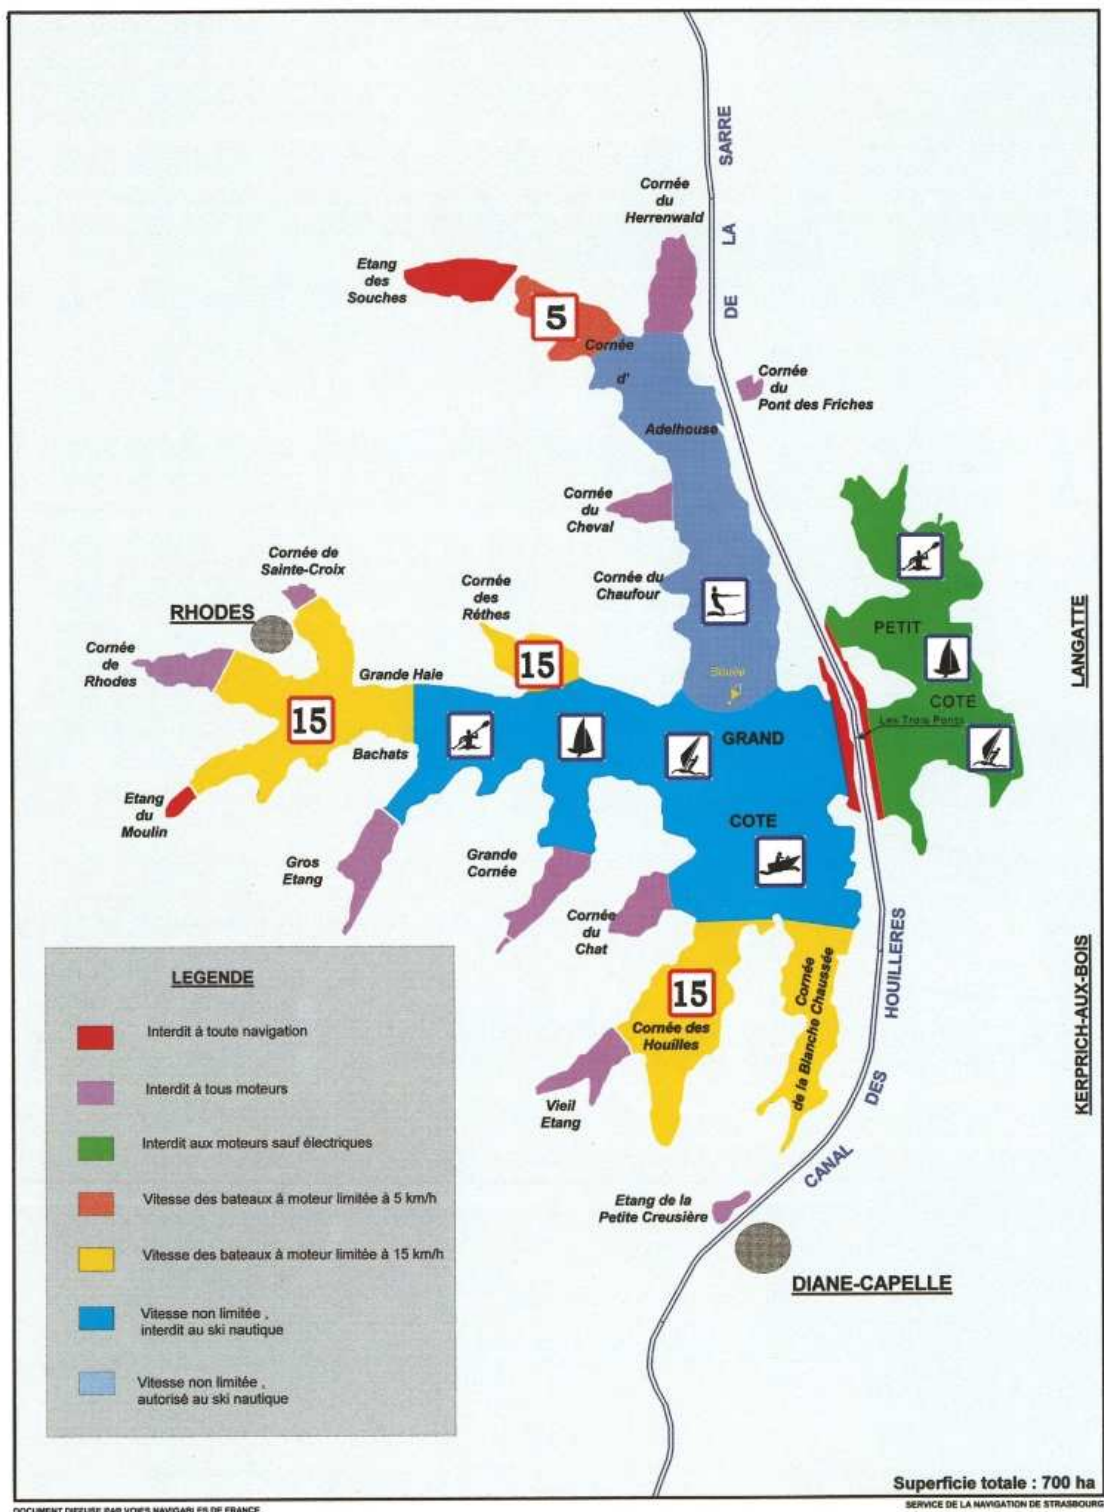 SARRE
LA
DE
Cornée
du
Herrenwald
Etang
des
Souches
5
Cornée
d'
Adelhouse
Cornée
du
Pont des Friches
Cornée
du
Cheval
Cornée de
Sainte-Croix
Cornée
des
Réthes
Cornée du
Chaufour
RHODES
PETIT
COTE
LANGATTE
Cornée
de
Rhodes
Grande Haie
15
15
Bouée
Les Trois Ponts
GRAND
COTE
Bachats
Etang
du
Moulin
Gros
Etang
Grande
Cornée
Cornée
du
Chat
15
Cornée des
Houilles
Cornée
de la Blanche Chaussée
HOUILLERES
DES
CANAL
KERPRICH-AUX-BOIS
Vieil
Etang
Etang de la
Petite Creusière
DIANE-CAPELLE
LEGENDE
Interdit à toute navigation
Interdit à tous moteurs
Interdit aux moteurs sauf électriques
Vitesse des bateaux à moteur limitée à 5 km/h
Vitesse des bateaux à moteur limitée à 15 km/h
Vitesse non limitée ,
interdit au ski nautique
Vitesse non limitée ,
autorisé au ski nautique
Superficie totale : 700 ha
DOCUMENT DIFFUSE PAR VOIES NAVIGABLES DE FRANCE
SERVICE DE LA NAVIGATION DE STRASBOURG